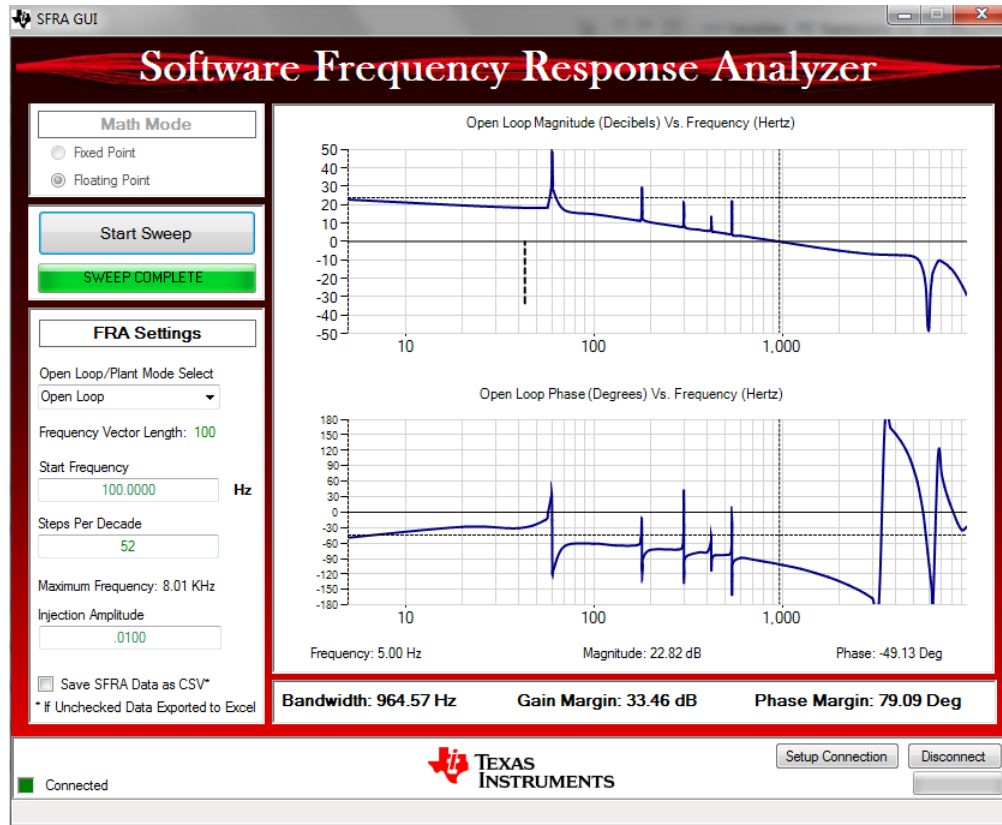 SFRA GUI
Software Frequency Response Analyzer
Math Mode
Fixed Point
Floating Point
Start Sweep
SWEEP COMPLETE
FRA Settings
Open Loop/Plant Mode Select
Open Loop
Frequency Vector Length: 100
Start Frequency
100.0000 Hz
Steps Per Decade
52
Maximum Frequency: 8.01 KHz
Injection Amplitude
.0100
Save SFRA Data as CSV*
* If Unchecked Data Exported to Excel
Open Loop Magnitude (Decibels) Vs. Frequency (Hertz)
50
40
30
20
10
0
-10
-20
-30
-40
-50
10 100 1,000
Open Loop Phase (Degrees) Vs. Frequency (Hertz)
180
150
120
90
60
30
0
-30
-60
-90
-120
-150
-180
10 100 1,000
Frequency: 5.00 Hz Magnitude: 22.82 dB Phase: -49.13 Deg
Bandwidth: 964.57 Hz Gain Margin: 33.46 dB Phase Margin: 79.09 Deg
Connected
TEXAS
INSTRUMENTS
Setup Connection Disconnect